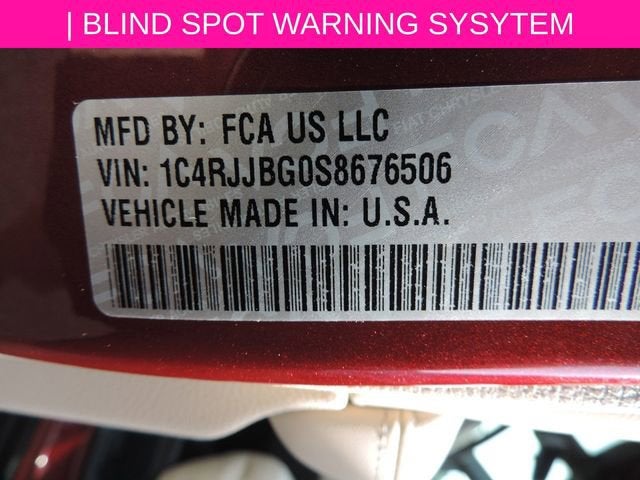 | BLIND SPOT WARNING SYSYTEM
MFD BY: FCA US LLC
VIN: 1C4RJJBG0S8676506
VEHICLE MADE IN: U.S.A.